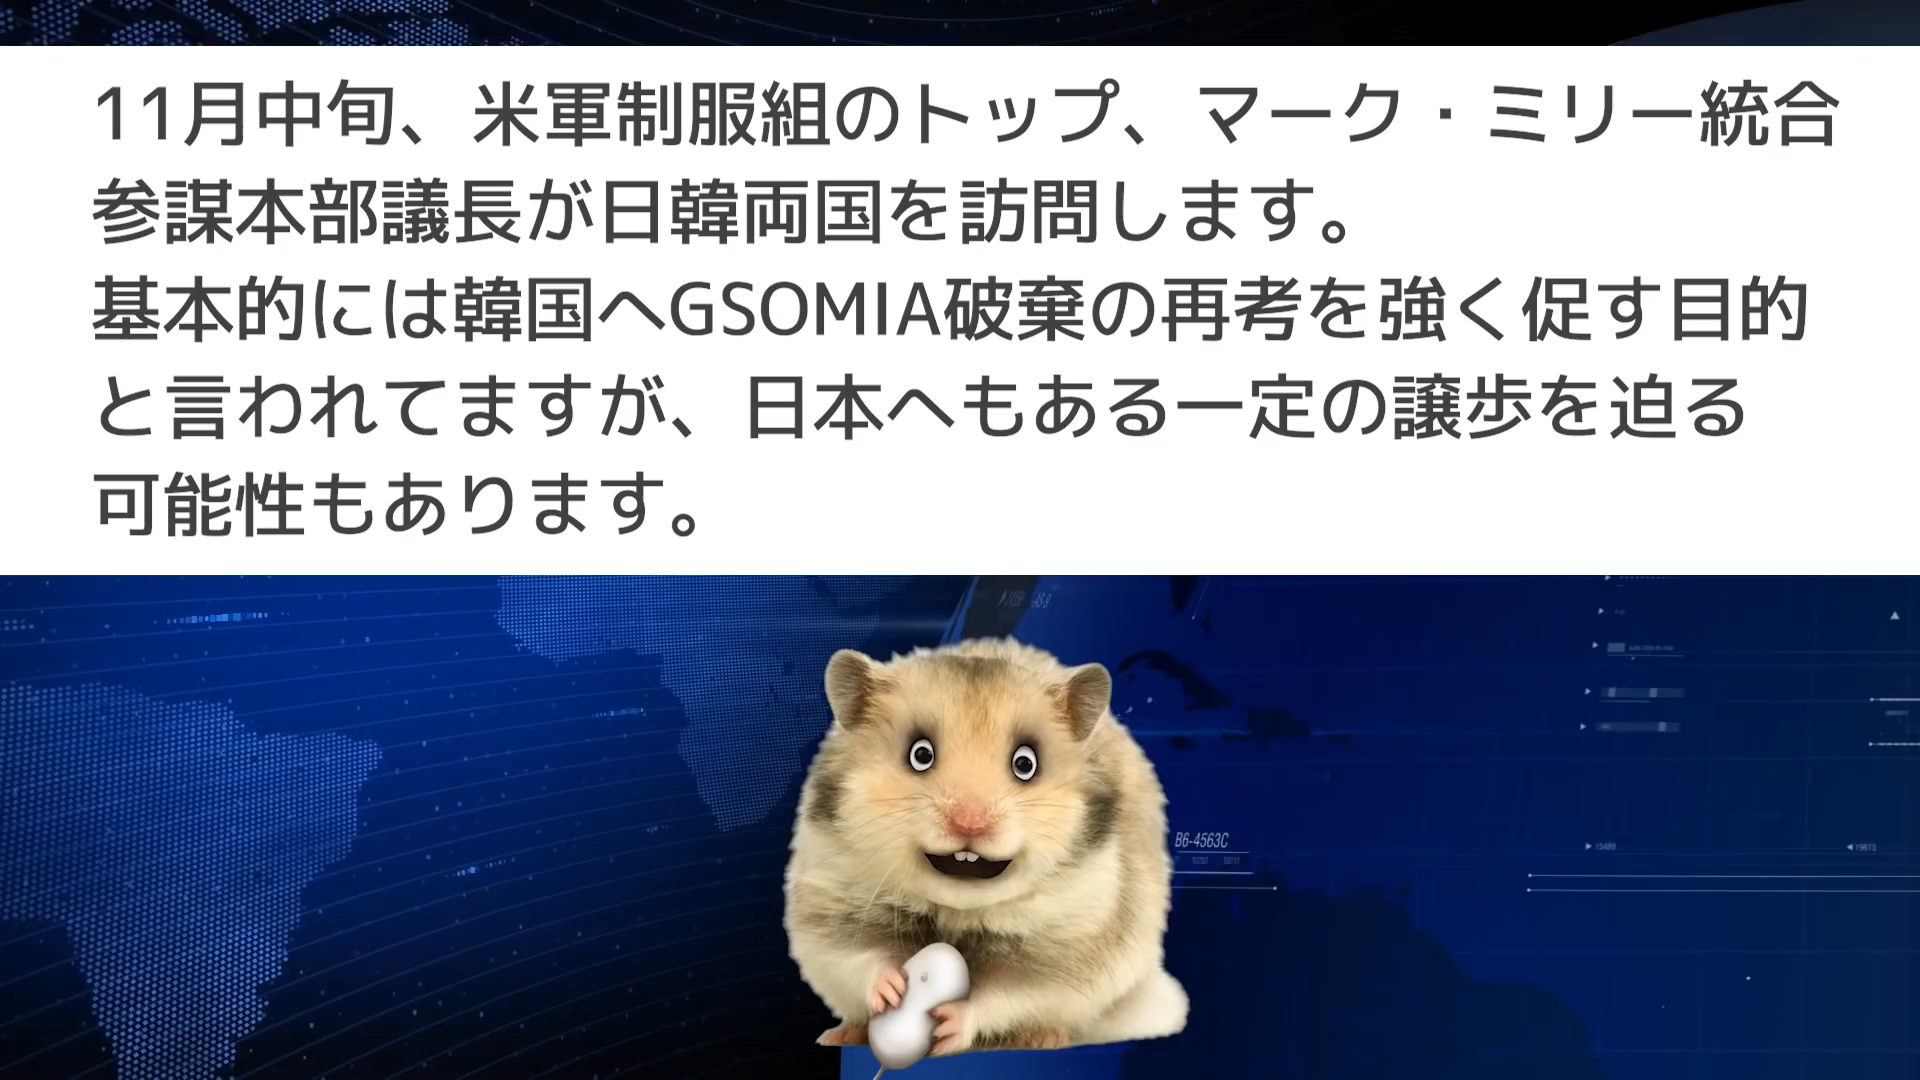 11月中旬、米軍制服組のトップ、マーク・ミリー統合
参謀本部議長が日韓両国を訪問します。
基本的には韓国へGSOMIA破棄の再考を強く促す目的
と言われてますが、日本へもある一定の譲歩を迫る
可能性もあります。
B6-4563C